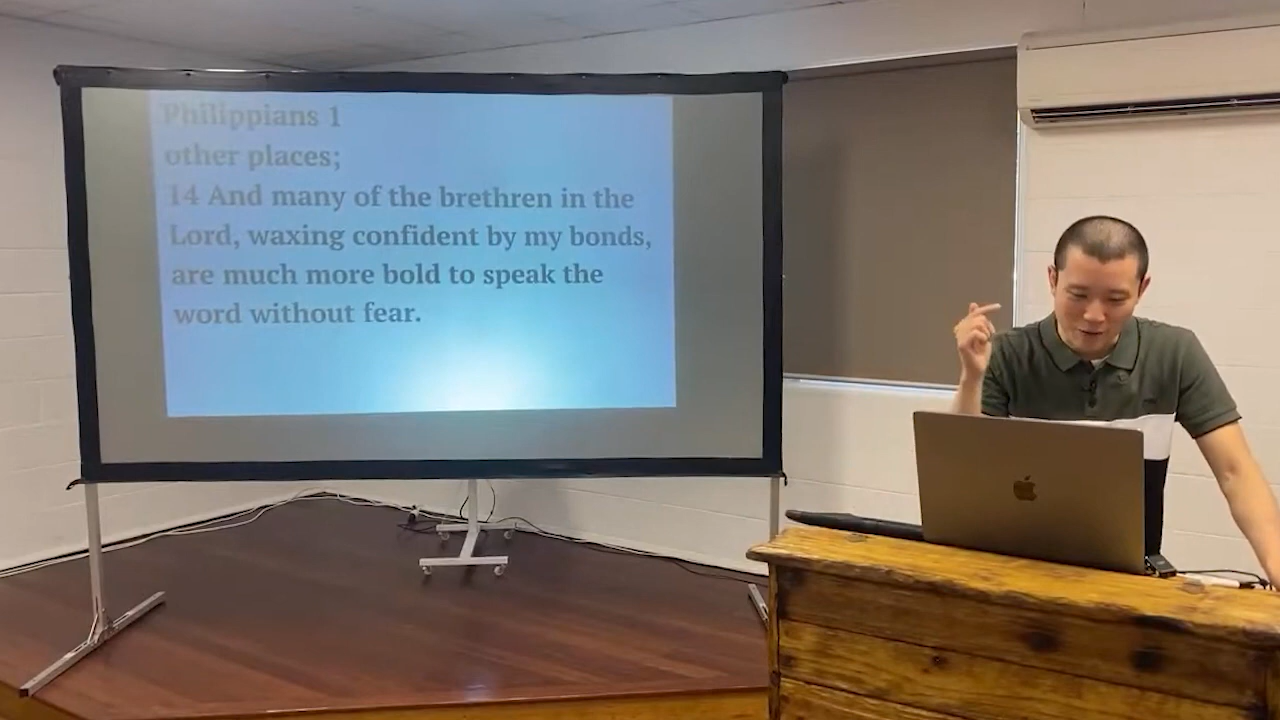 Philippians 1
other places;
14 And many of the brethren in the
Lord, waxing confident by my bonds,
are much more bold to speak the
word without fear.